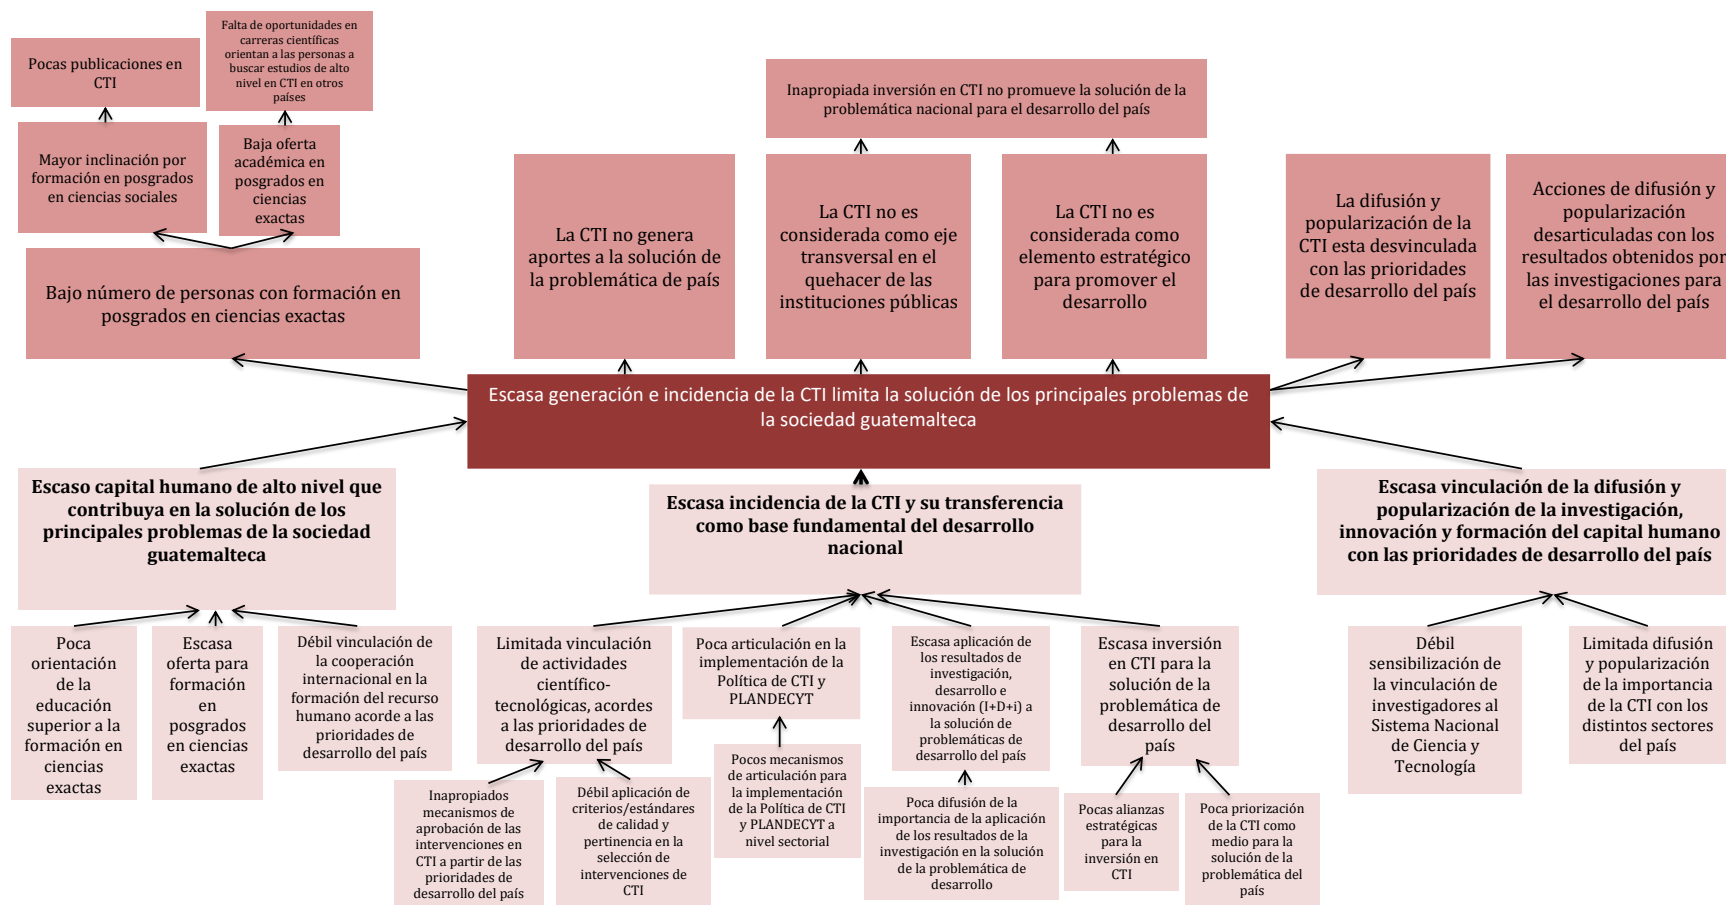 Falta de oportunidades en
carreras científicas
orientan a las personas a
buscar estudios de alto
nivel en CTI en otros
países
Pocas publicaciones en
CTI
Inapropiada inversión en CTI no promueve la solución de la
problemática nacional para el desarrollo del país
Mayor inclinación por
formación en posgrados
en ciencias sociales
Baja oferta
académica en
posgrados en
ciencias
exactas
Bajo número de personas con formación en
posgrados en ciencias exactas
La CTI no genera
aportes a la solución de
la problemática de país
La CTI no es
considerada como eje
transversal en el
quehacer de las
instituciones públicas
La CTI no es
considerada como
elemento estratégico
para promover el
desarrollo
La difusión y
popularización de la
CTI esta desvinculada
con las prioridades
de desarrollo del país
Acciones de difusión y
popularización
desarticuladas con los
resultados obtenidos por
las investigaciones para
el desarrollo del país
Escasa generación e incidencia de la CTI limita la solución de los principales problemas de
la sociedad guatemalteca
Escaso capital humano de alto nivel que
contribuya en la solución de los
principales problemas de la sociedad
guatemalteca
Escasa incidencia de la CTI y su transferencia
como base fundamental del desarrollo
nacional
Escasa vinculación de la difusión y
popularización de la investigación,
innovación y formación del capital humano
con las prioridades de desarrollo del país
Poca
orientación
de la
educación
superior a la
formación en
ciencias
exactas
Escasa
oferta para
formación
en
posgrados
en ciencias
exactas
Débil vinculación de
la cooperación
internacional en la
formación del recurso
humano acorde a las
prioridades de
desarrollo del país
Limitada vinculación
de actividades
científico-
tecnológicas, acordes
a las prioridades de
desarrollo del país
Poca articulación en la
implementación de la
Política de CTI y
PLANDECYT
Escasa aplicación de
los resultados de
investigación,
desarrollo e
innovación (I+D+i) a
la solución de
problemáticas de
desarrollo del país
Escasa inversión
en CTI para la
solución de la
problemática de
desarrollo del
país
Débil
sensibilización de
la vinculación de
investigadores al
Sistema Nacional
de Ciencia y
Tecnología
Limitada difusión
y popularización
de la importancia
de la CTI con los
distintos sectores
del país
Inapropiados
mecanismos de
aprobación de las
intervenciones en
CTI a partir de las
prioridades de
desarrollo del país
Débil aplicación de
criterios/estándares
de calidad y
pertinencia en la
selección de
intervenciones de
CTI
Pocos mecanismos
de articulación para
la implementación
de la Política de CTI
y PLANDECYT a
nivel sectorial
Poca difusión de la
importancia de la aplicación
de los resultados de la
investigación en la solución
de la problemática de
desarrollo
Pocas alianzas
estratégicas
para la
inversión en
CTI
Poca priorización
de la CTI como
medio para la
solución de la
problemática del
país